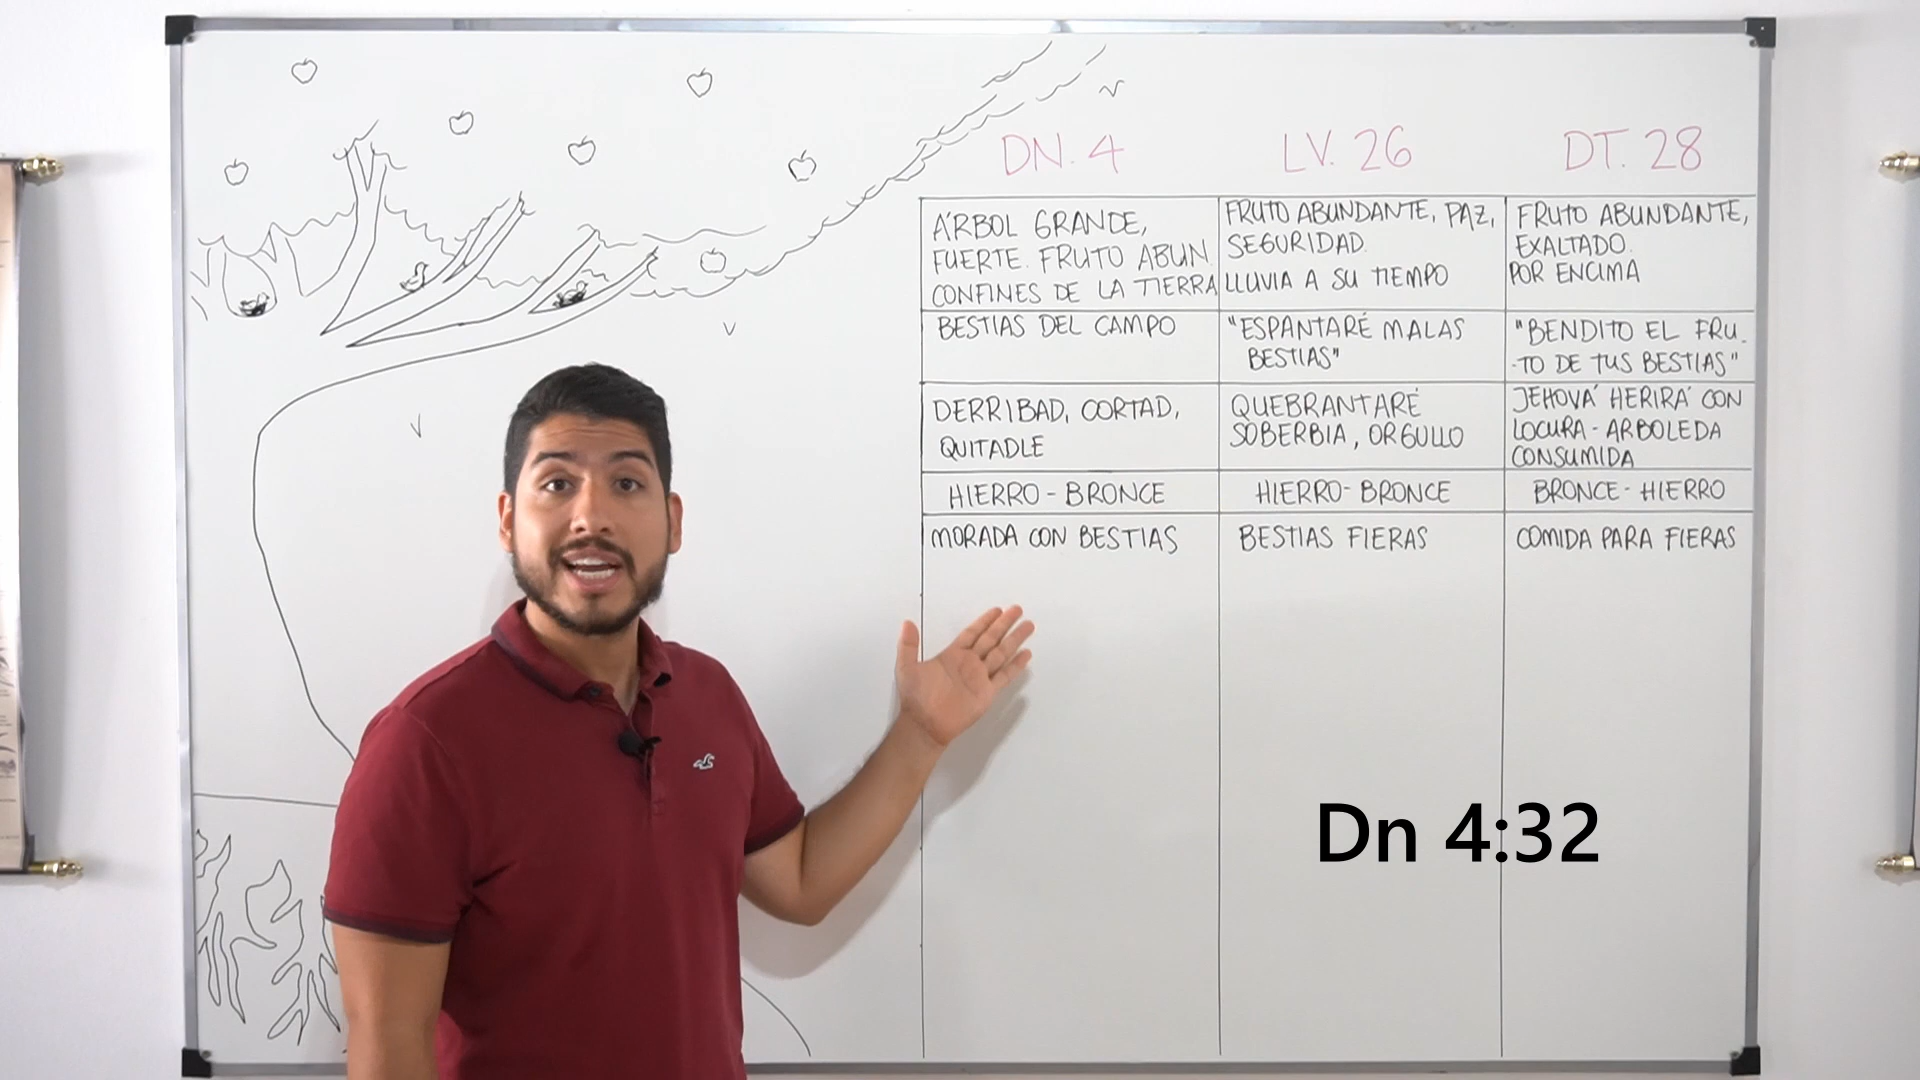 DN. 4
LV. 26
DT. 28
ÁRBOL GRANDE,
FUERTE. FRUTO ABUN.
CONFINES DE LA TIERRA
FRUTO ABUNDANTE, PAZ,
SEGURIDAD.
LLUVIA A SU TIEMPO
FRUTO ABUNDANTE,
EXALTADO.
POR ENCIMA
BESTIAS DEL CAMPO
"ESPANTARÉ MALAS
BESTIAS"
"BENDITO EL FRU-
-TO DE TUS BESTIAS"
DERRIBAD, CORTAD,
QUITADLE
QUEBRANTARÉ
SOBERBIA, ORGULLO
JEHOVÁ HERIRÁ CON
LOCURA - ARBOLEDA
CONSUMIDA
HIERRO - BRONCE
HIERRO - BRONCE
BRONCE - HIERRO
MORADA CON BESTIAS
BESTIAS FIERAS
COMIDA PARA FIERAS
Dn 4:32